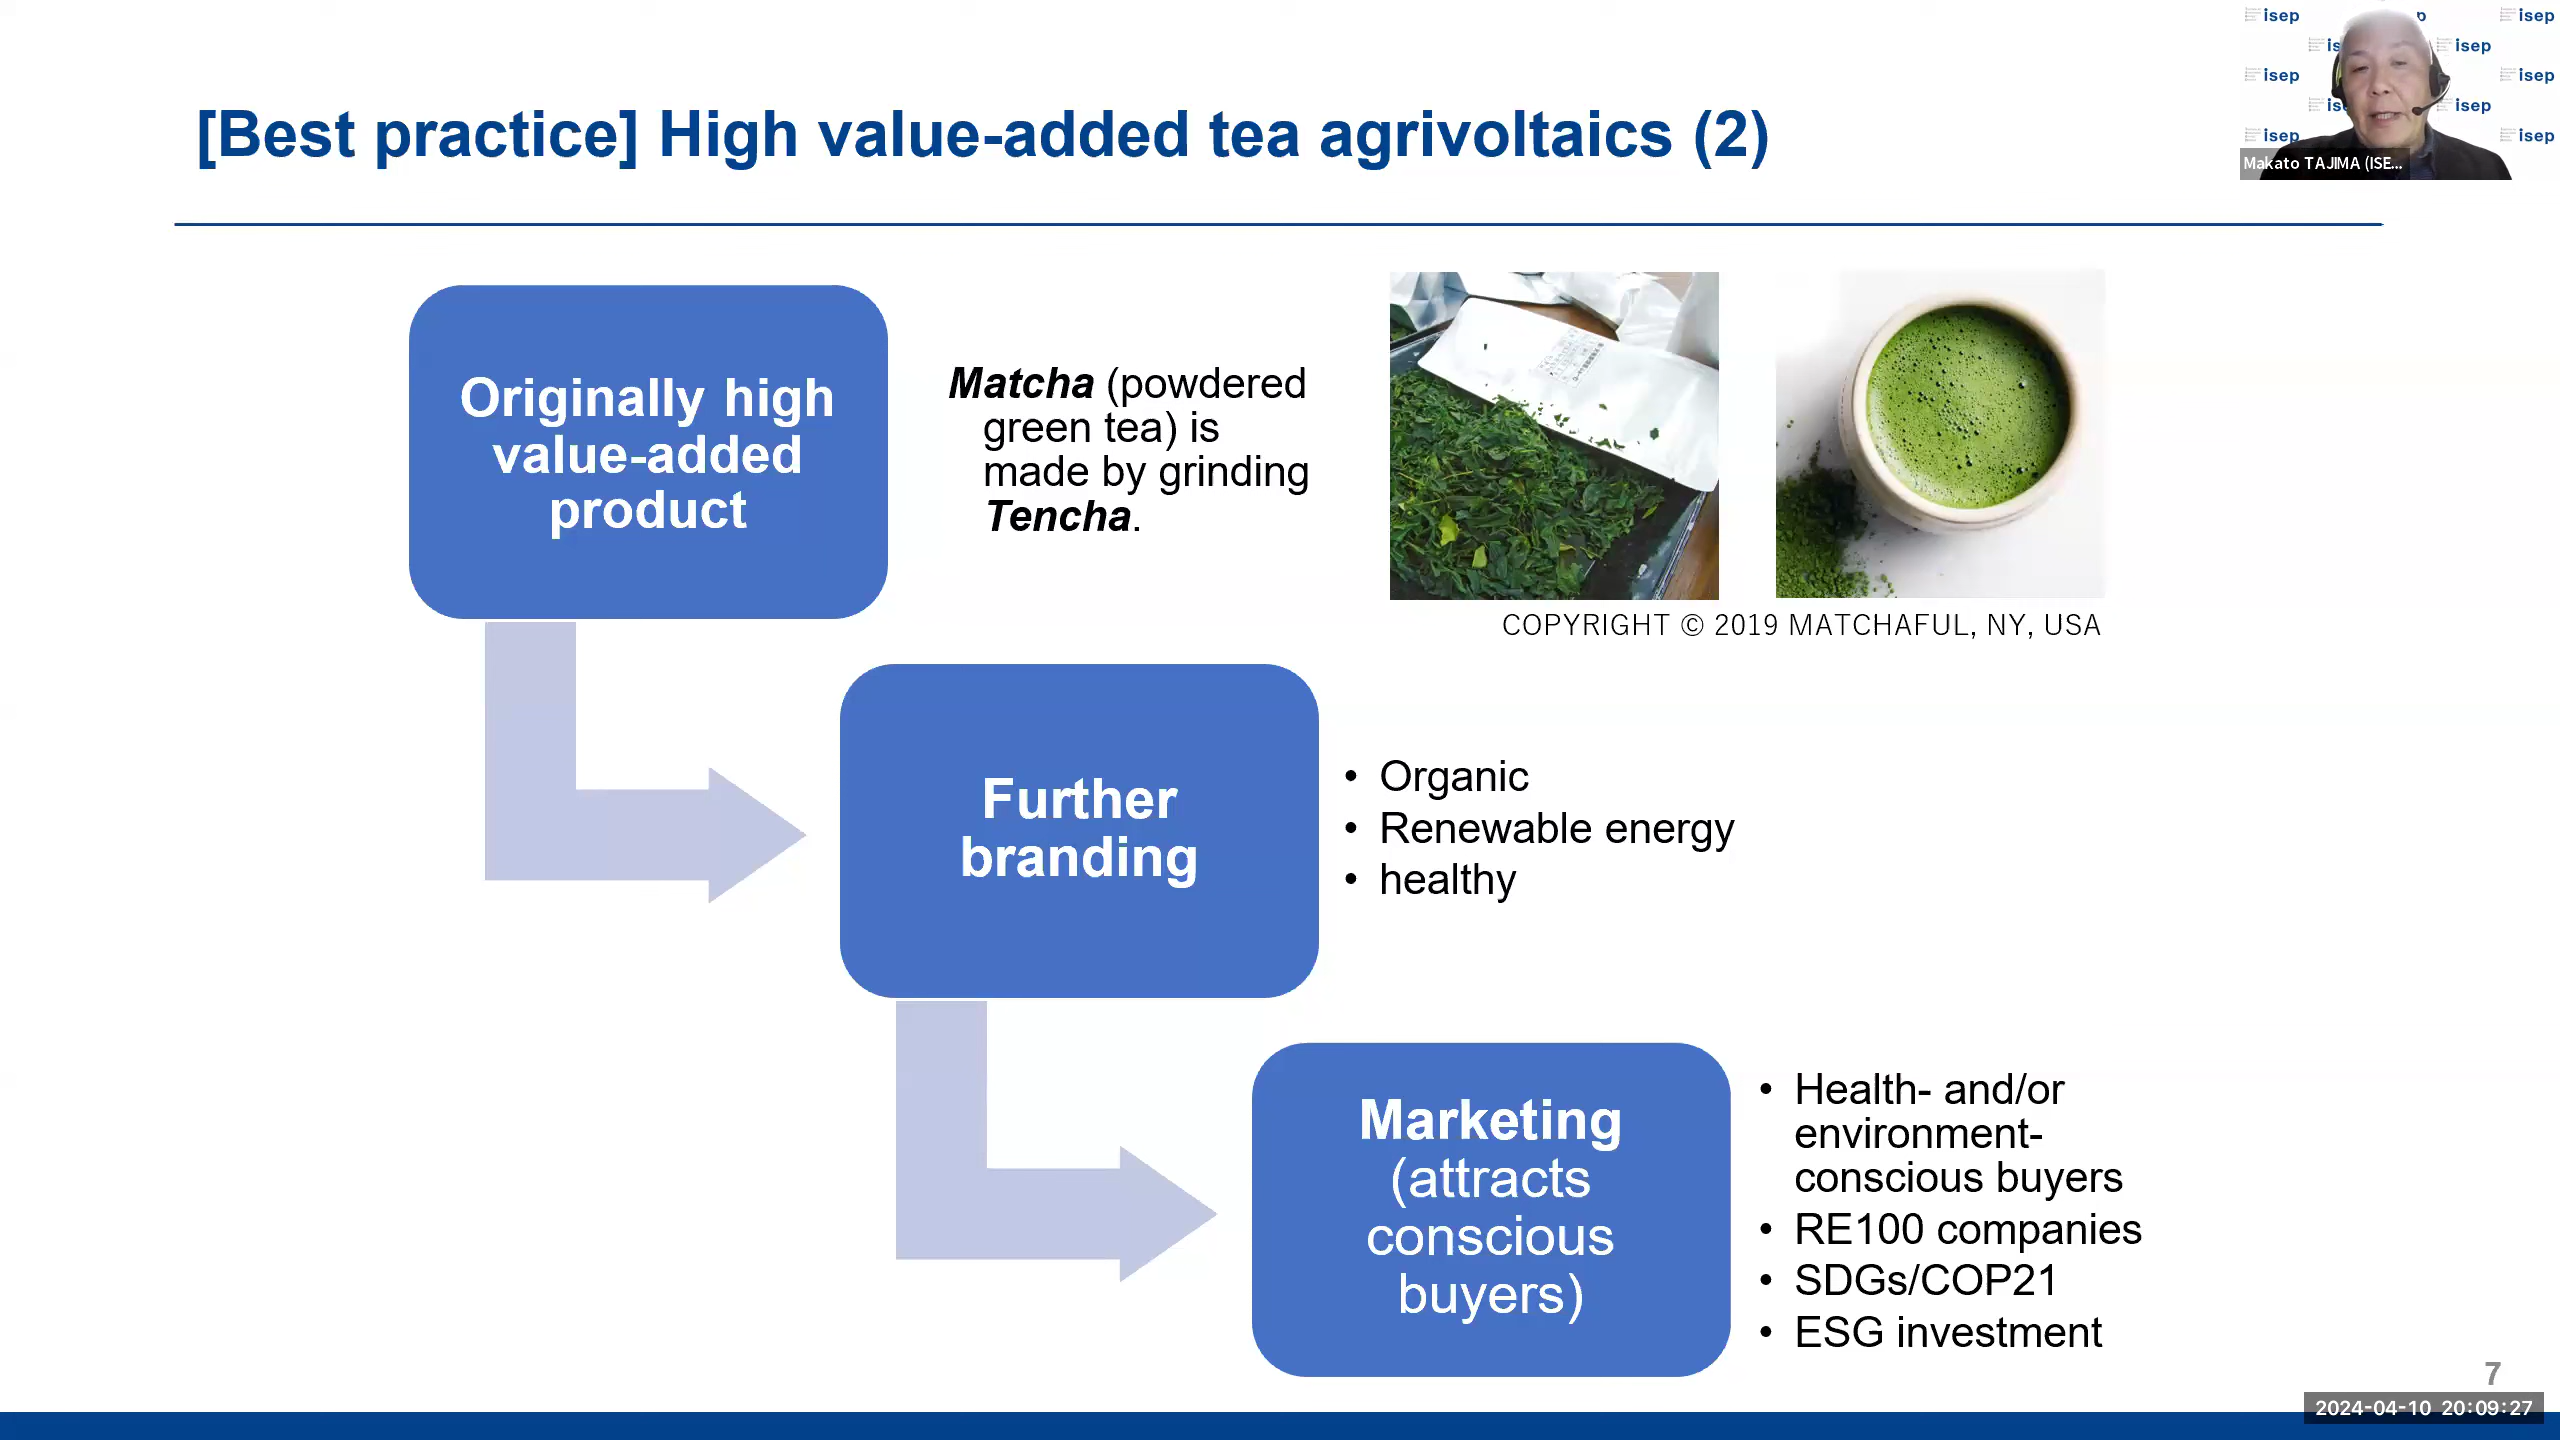 [Best practice] High value-added tea agrivoltaics (2)
isep
isep
isep
isep
isep
isep
isep
isep
isep
Makato TAJIMA (ISE...
Originally high
value-added
product
Matcha (powdered
green tea) is
made by grinding
Tencha.
COPYRIGHT © 2019 MATCHAFUL, NY, USA
Further
branding
• Organic
• Renewable energy
• healthy
Marketing
(attracts
conscious
buyers)
• Health- and/or
environment-
conscious buyers
• RE100 companies
• SDGs/COP21
• ESG investment
7
2024-04-10 20:09:27